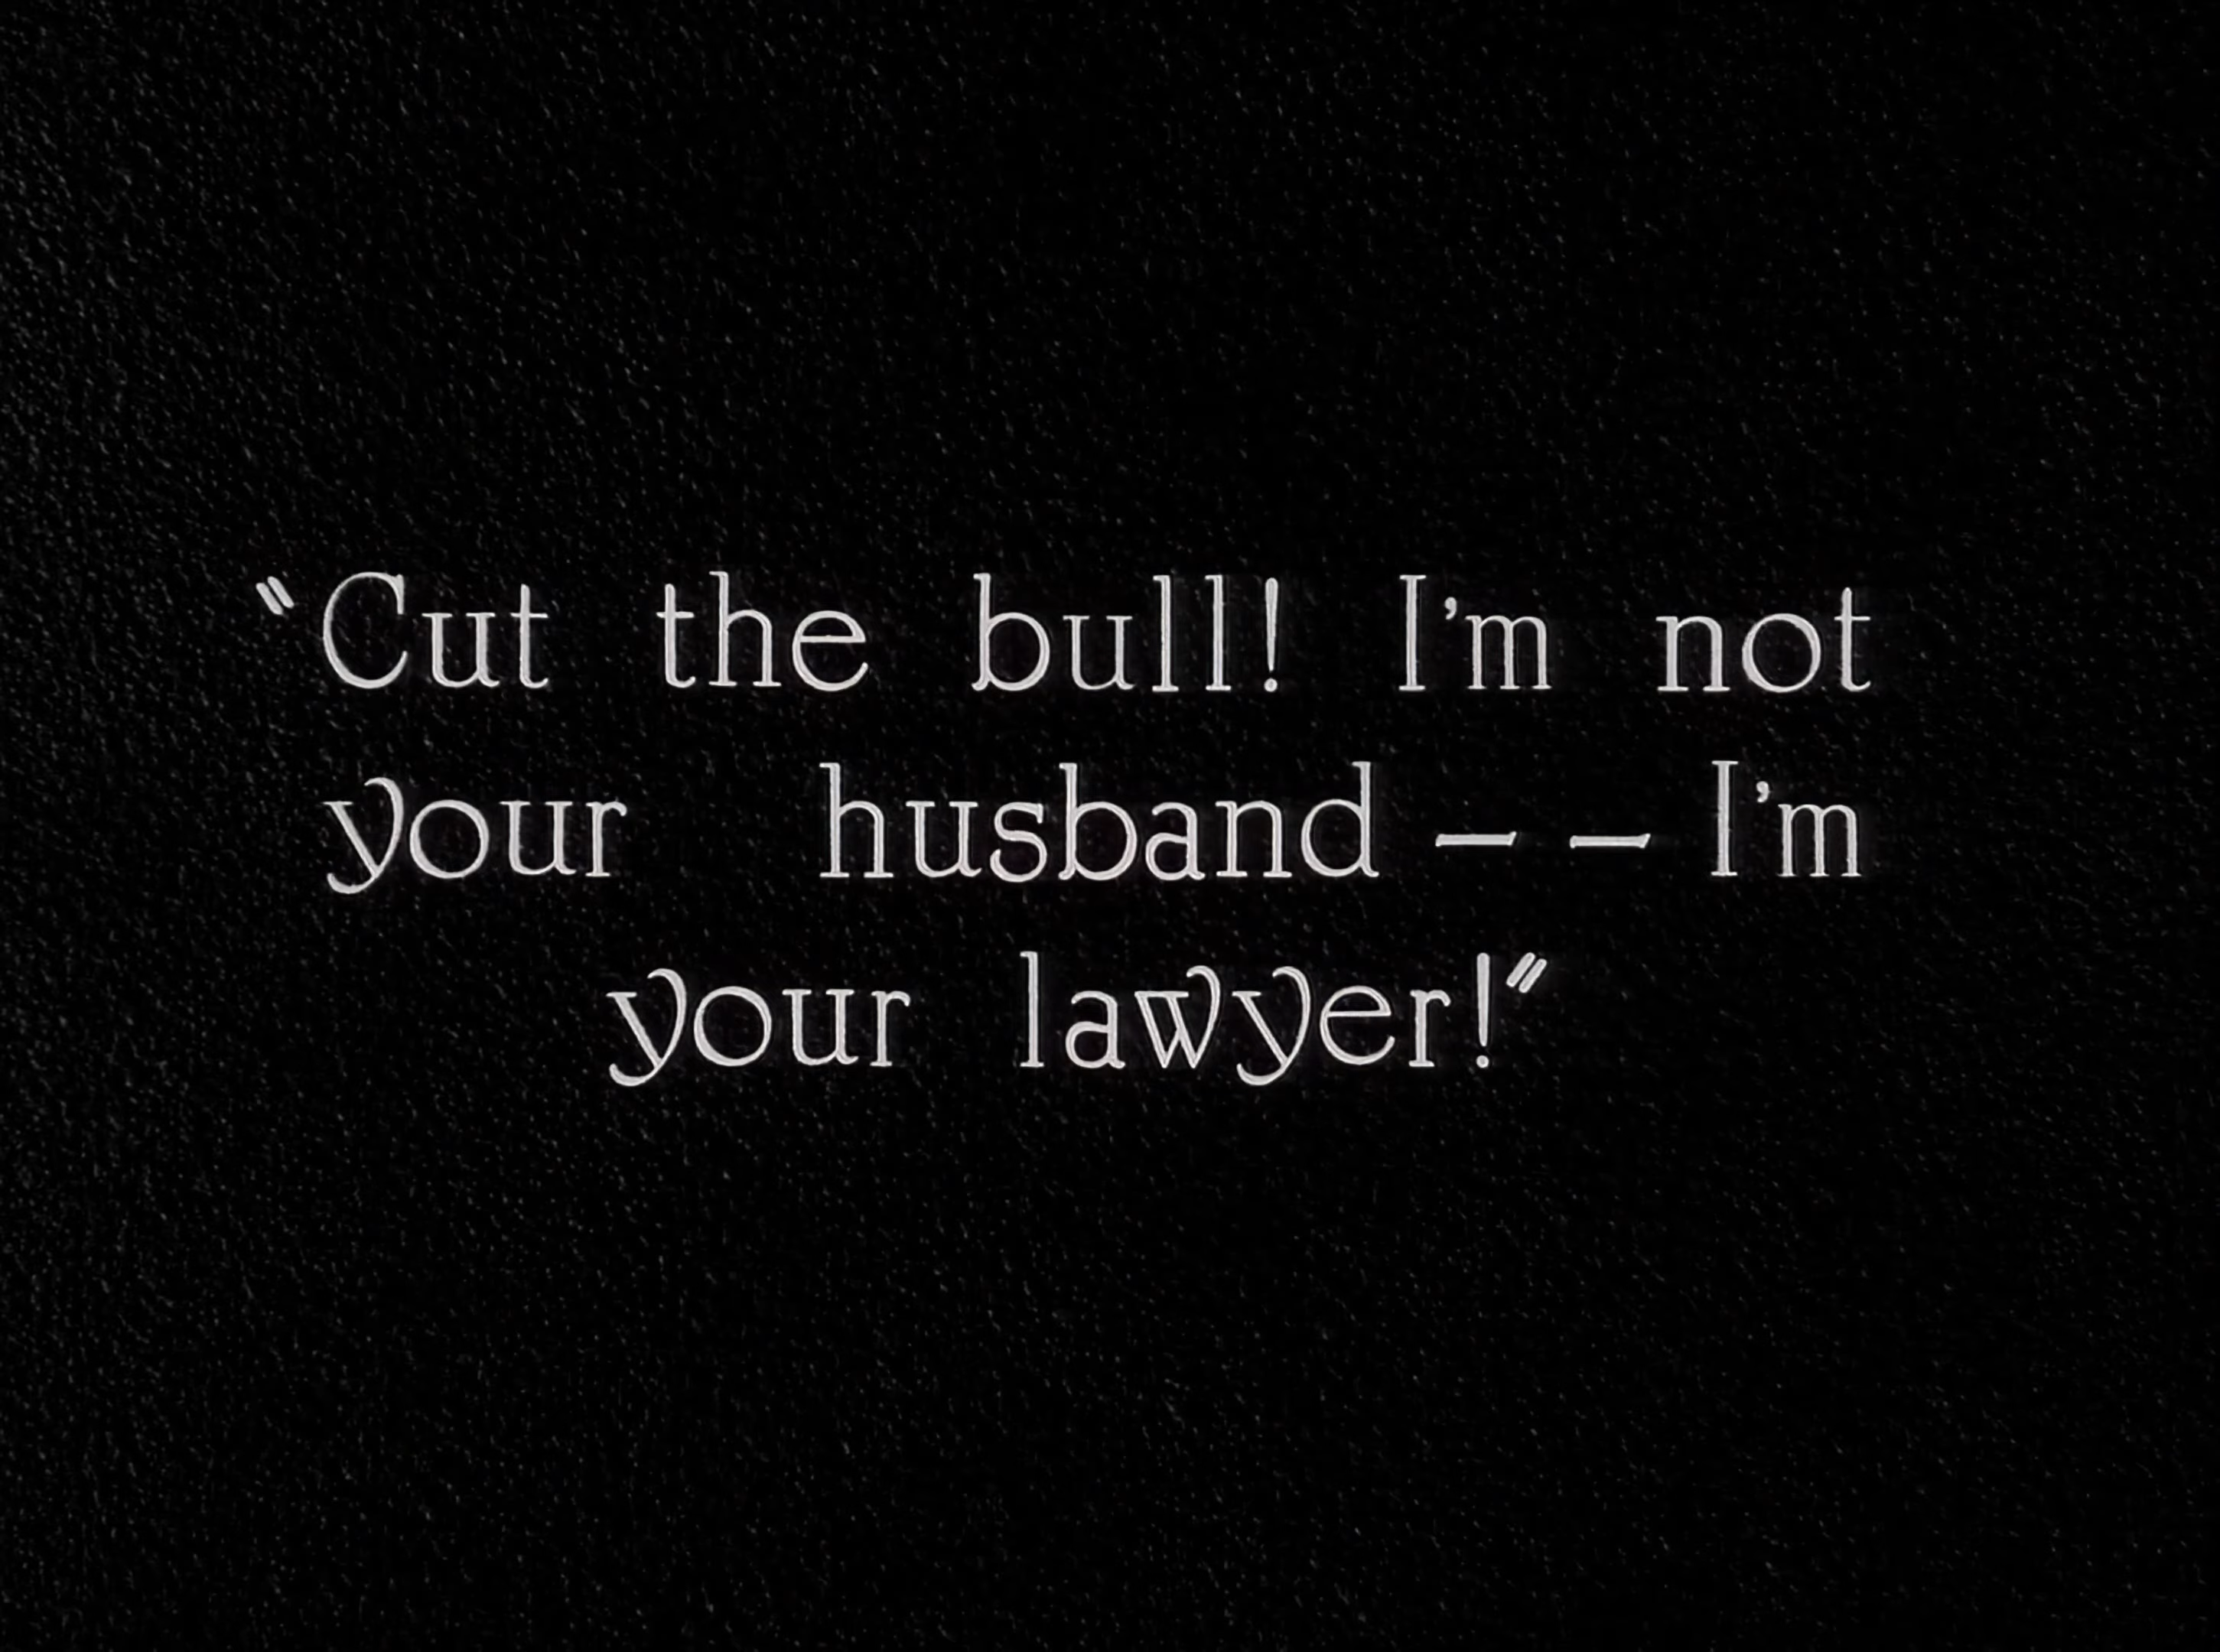 “Cut the bull! I'm not
your husband — — I'm
your lawyer!”